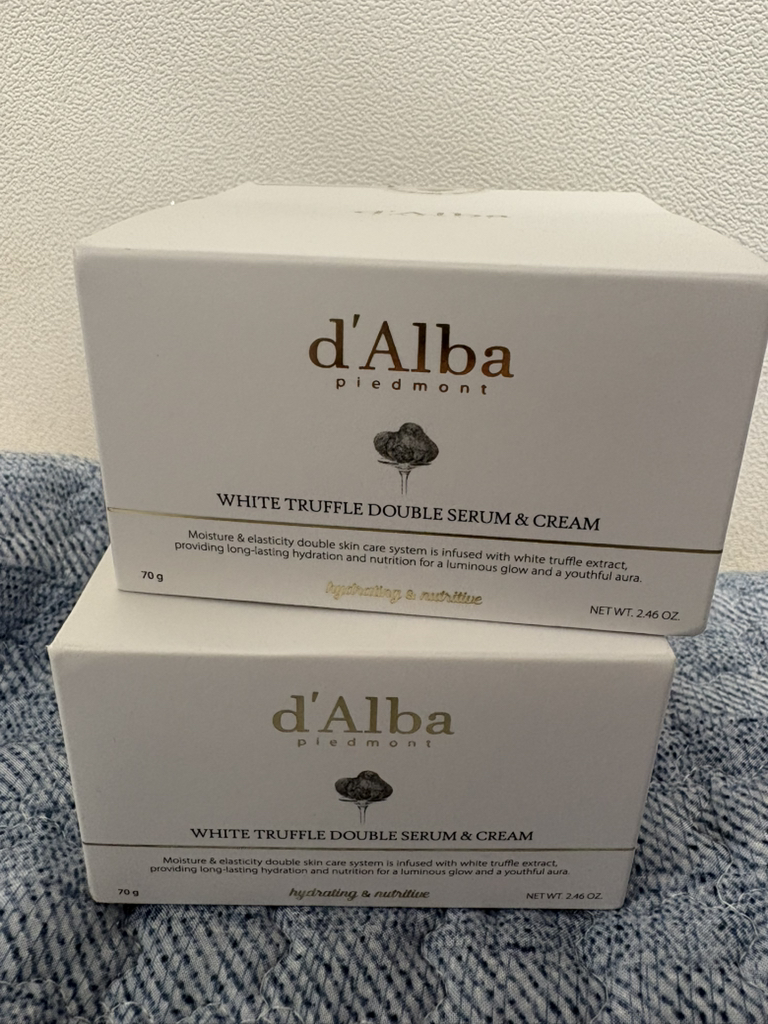 d'Alba
d'Alba
piedmont
WHITE TRUFFLE DOUBLE SERUM & CREAM
Moisture & elasticity double skin care system is infused with white truffle extract,
providing long-lasting hydration and nutrition for a luminous glow and a youthful aura.
70 g
hydrating & nutritive
NET WT. 2.46 OZ.
d'Alba
piedmont
WHITE TRUFFLE DOUBLE SERUM & CREAM
Moisture & elasticity double skin care system is infused with white truffle extract,
providing long-lasting hydration and nutrition for a luminous glow and a youthful aura.
70 g
hydrating & nutritive
NET WT. 2.46 OZ.